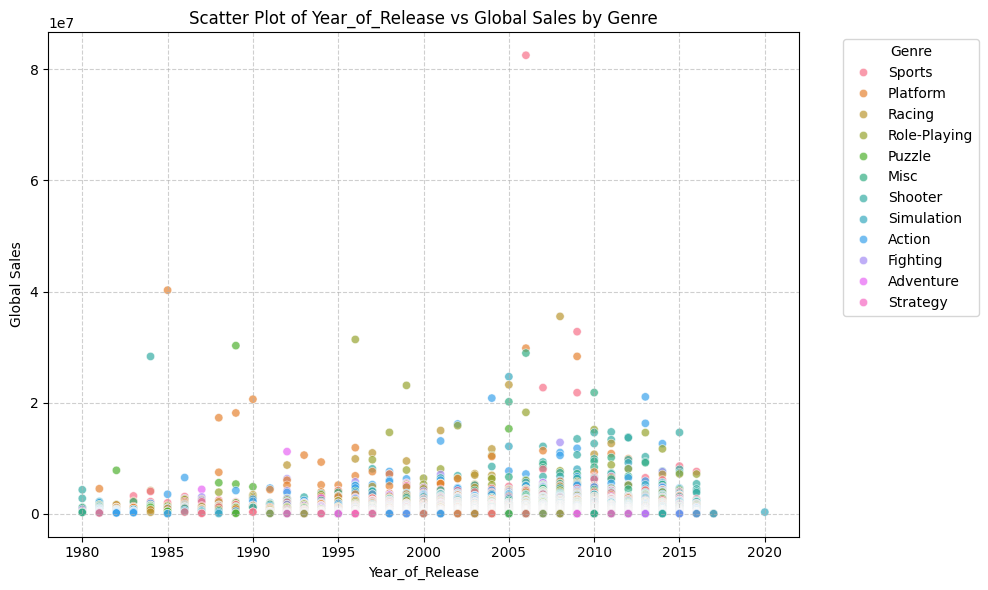 Scatter Plot of Year_of_Release vs Global Sales by Genre
1e7
8
6
4
2
0
Global Sales
1980 1985 1990 1995 2000 2005 2010 2015 2020
Year_of_Release
Genre
Sports
Platform
Racing
Role-Playing
Puzzle
Misc
Shooter
Simulation
Action
Fighting
Adventure
Strategy